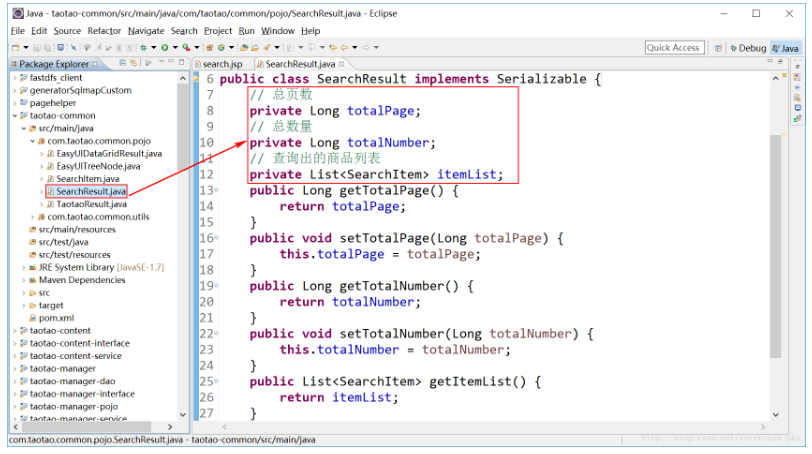 Java - taotao-common/src/main/java/com/taotao/common/pojo/SearchResult.java - Eclipse
File Edit Source Refactor Navigate Search Project Run Window Help
Quick Access
Debug
Java
Package Explorer
fastdfs_client
generatorSqlmapCustom
pagehelper
taotao-common
src/main/java
com.taotao.common.pojo
EasyUIDataGridResult.java
EasyUITreeNode.java
SearchItem.java
SearchResult.java
TaotaoResult.java
com.taotao.common.utils
src/main/resources
src/test/java
src/test/resources
JRE System Library [JavaSE-1.7]
Maven Dependencies
src
target
pom.xml
taotao-content
taotao-content-interface
taotao-content-service
taotao-manager
taotao-manager-dao
taotao-manager-interface
taotao-manager-pojo
taotao-manager-service
search.jsp
SearchResult.java
6 public class SearchResult implements Serializable {
7 // 总页数
8 private Long totalPage;
9 // 总数量
10 private Long totalNumber;
11 // 查询出的商品列表
12 private List<SearchItem> itemList;
13 public Long getTotalPage() {
14 return totalPage;
15 }
16 public void setTotalPage(Long totalPage) {
17 this.totalPage = totalPage;
18 }
19 public Long getTotalNumber() {
20 return totalNumber;
21 }
22 public void setTotalNumber(Long totalNumber) {
23 this.totalNumber = totalNumber;
24 }
25 public List<SearchItem> getItemList() {
26 return itemList;
27 }
com.taotao.common.pojo.SearchResult.java - taotao-common/src/main/java